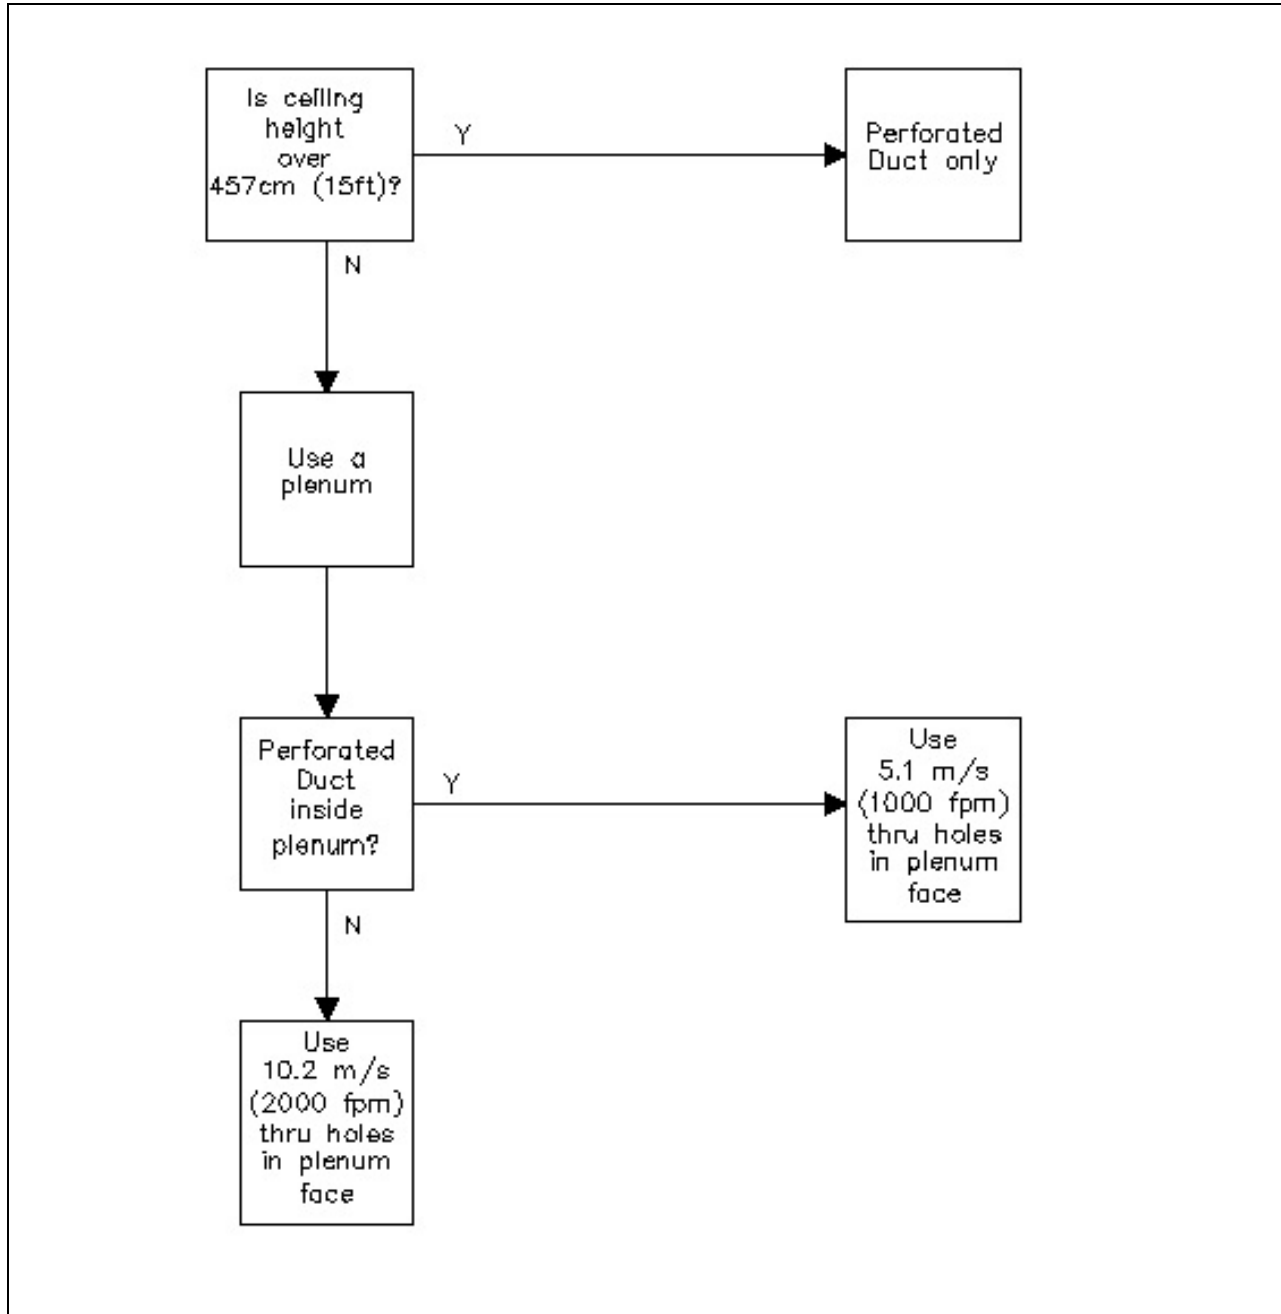 Is ceiling
height
over
457cm (15ft)?
Y
Perforated
Duct only
N
Use a
plenum
Perforated
Duct
inside
plenum?
Y
Use
5.1 m/s
(1000 fpm)
thru holes
in plenum
face
N
Use
10.2 m/s
(2000 fpm)
thru holes
in plenum
face